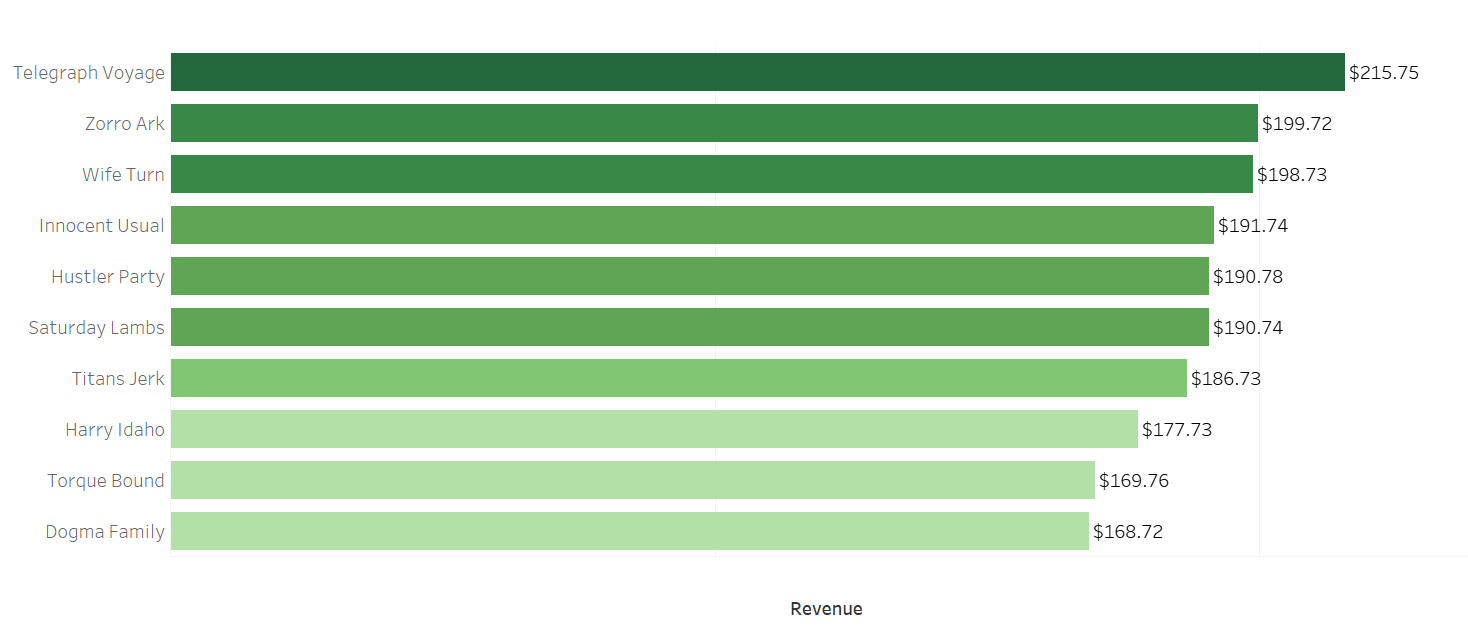 Telegraph Voyage $215.75
Zorro Ark $199.72
Wife Turn $198.73
Innocent Usual $191.74
Hustler Party $190.78
Saturday Lambs $190.74
Titans Jerk $186.73
Harry Idaho $177.73
Torque Bound $169.76
Dogma Family $168.72
Revenue